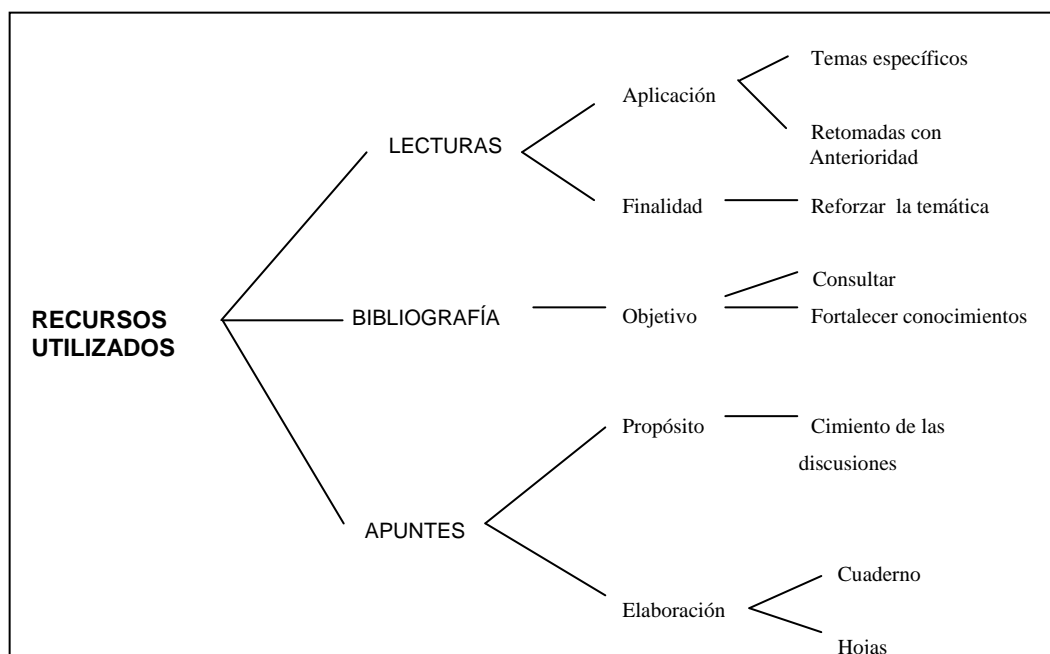 Temas específicos
Aplicación
LECTURAS
Retomadas con
Anterioridad
Finalidad
Reforzar la temática
RECURSOS
UTILIZADOS
BIBLIOGRAFÍA
Objetivo
Consultar
Fortalecer conocimientos
Propósito
Cimiento de las
discusiones
APUNTES
Elaboración
Cuaderno
Hojas